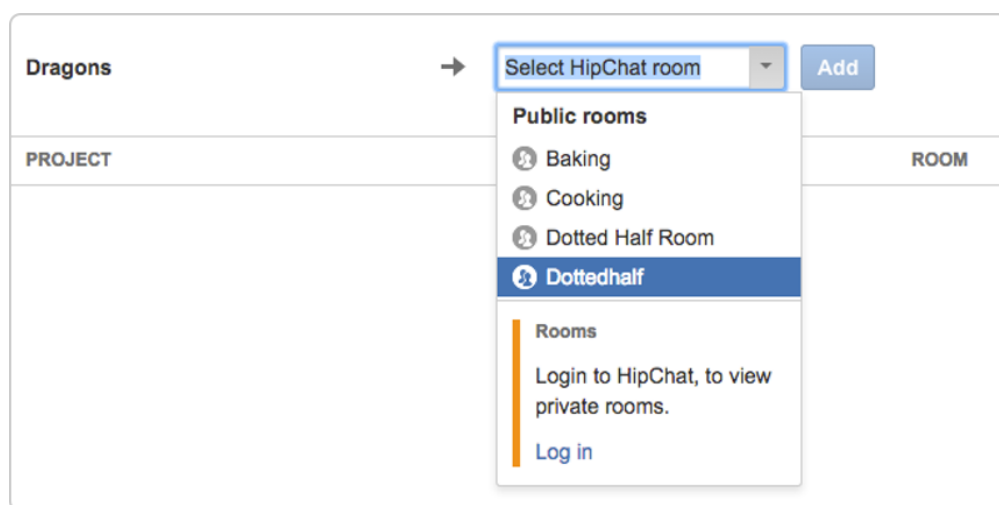 Dragons
Select HipChat room
Add
PROJECT
ROOM
Public rooms
Baking
Cooking
Dotted Half Room
Dottedhalf
Rooms
Login to HipChat, to view
private rooms.
Log in